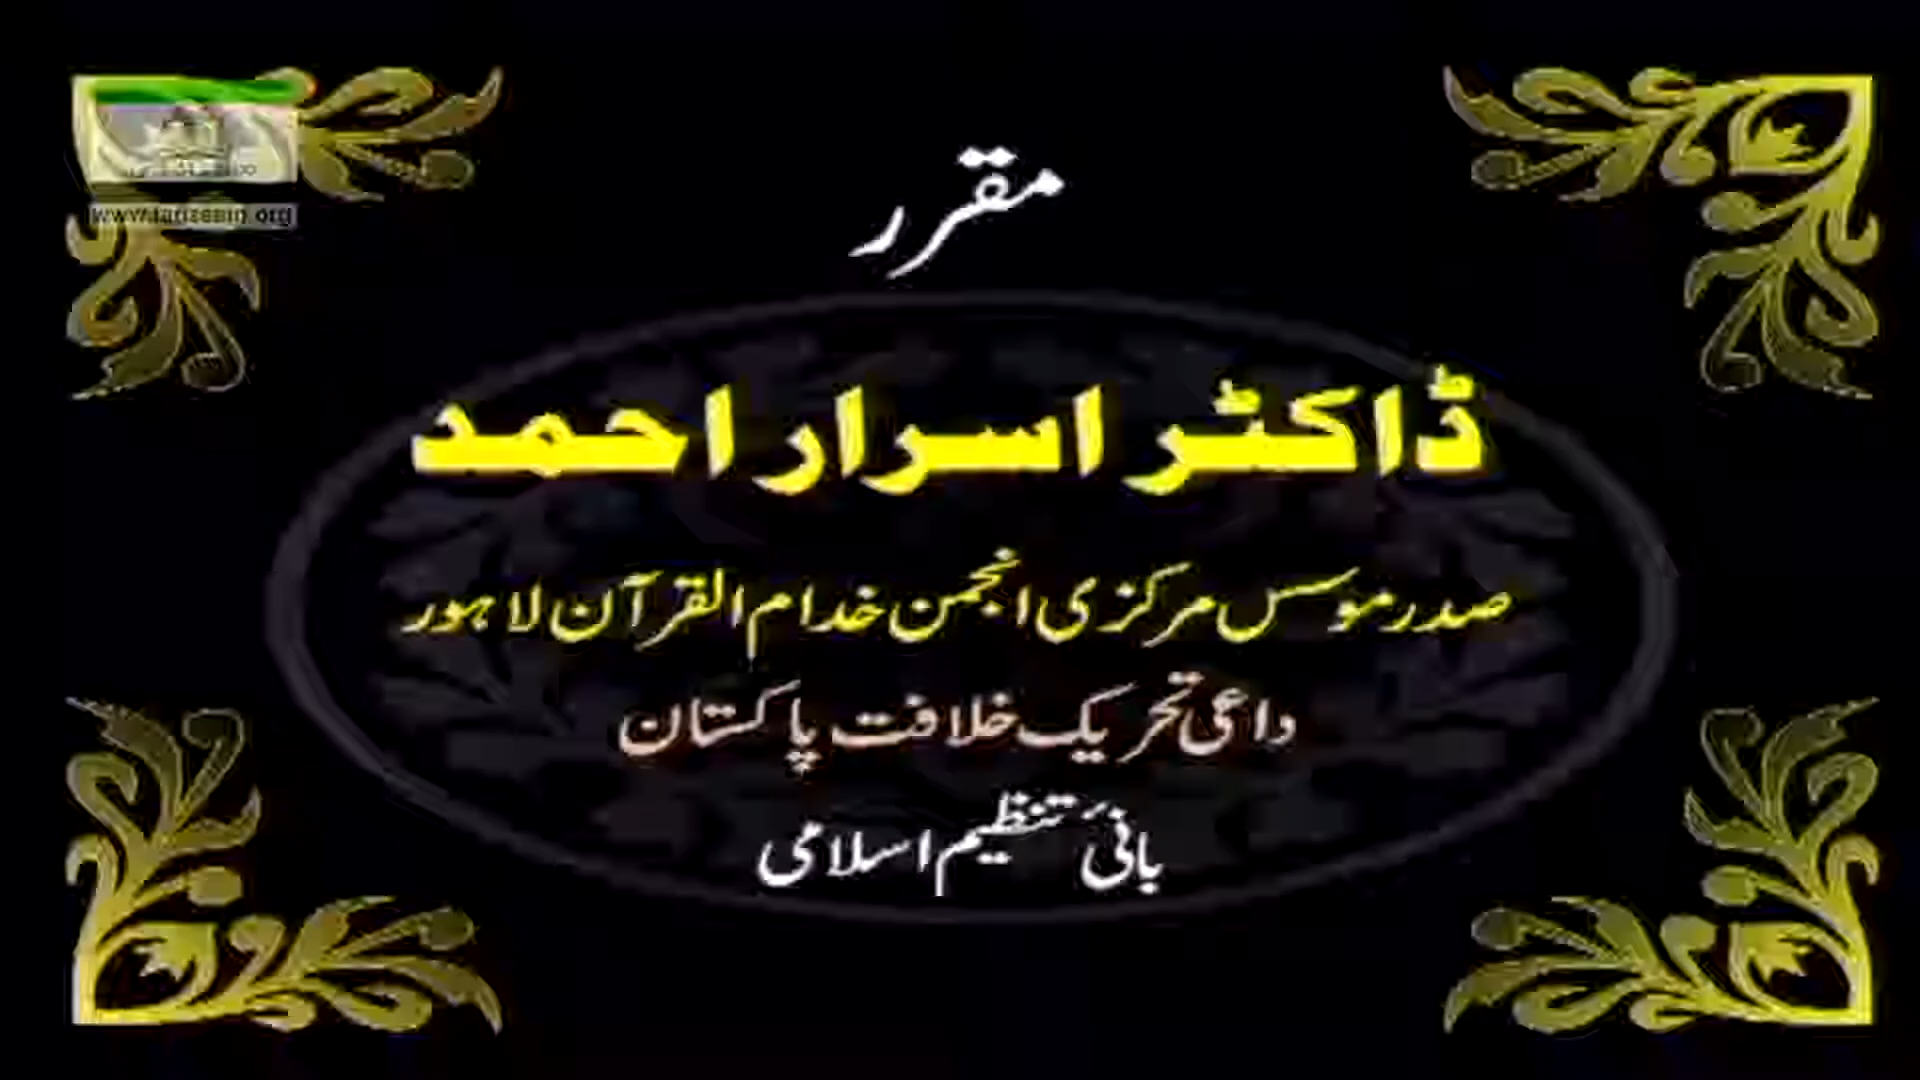 مقرر
ڈاکٹر اسرار احمد
صدر موسس مرکزی انجمن خدام القرآن لاہور
داعی تحریک خلافت پاکستان
بانیٔ تنظیم اسلامی